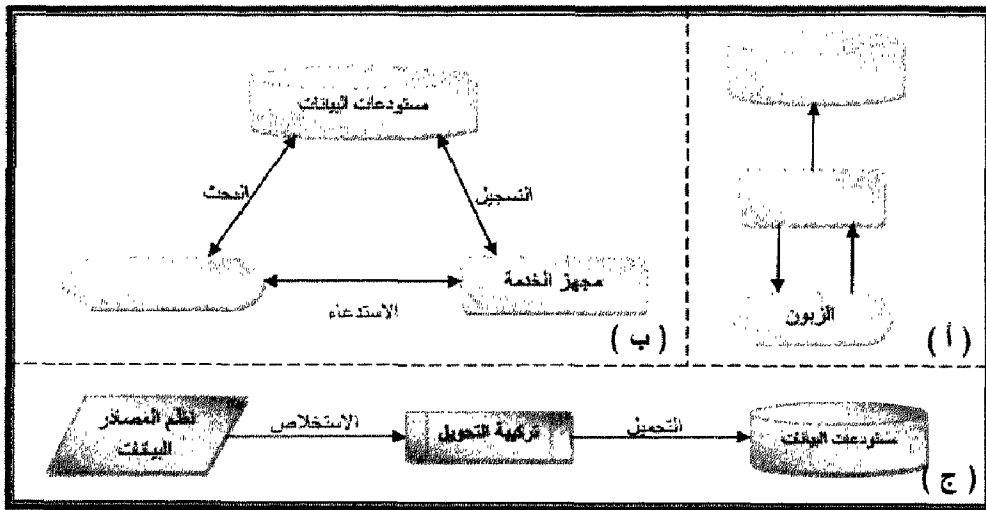 مستودعات البيانات
البحث
التسجيل
مجهز الخدمة
الاستدعاء
الزبون
( أ )
( ب )
نظم المصادر
البيانات
الاستخلاص
تركيبة التحويل
التحميل
مستودعات البيانات
( ج )